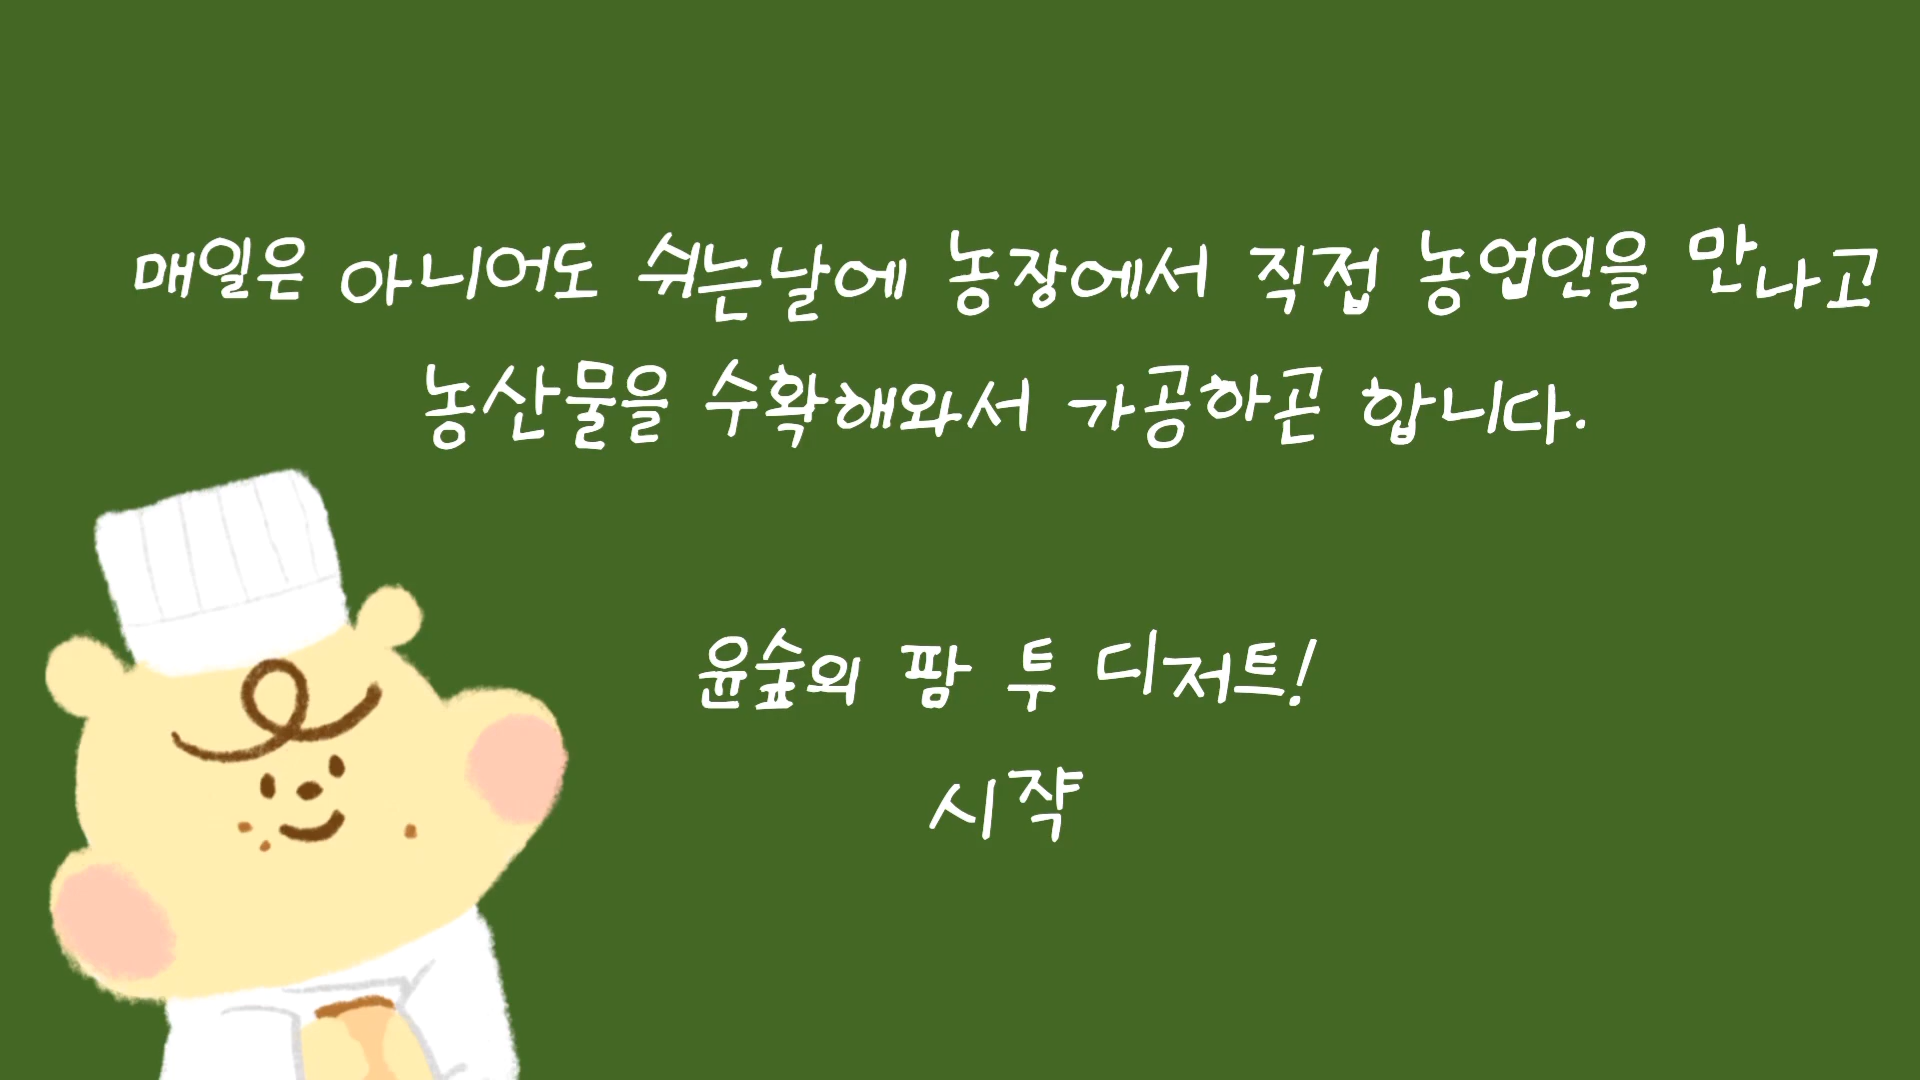 매일은 아니어도 쉬는날에 농장에서 직접 농업인을 만나고
농산물을 수확해와서 가공하곤 합니다.
윤숲의 팜 투 디저트!
시쟉